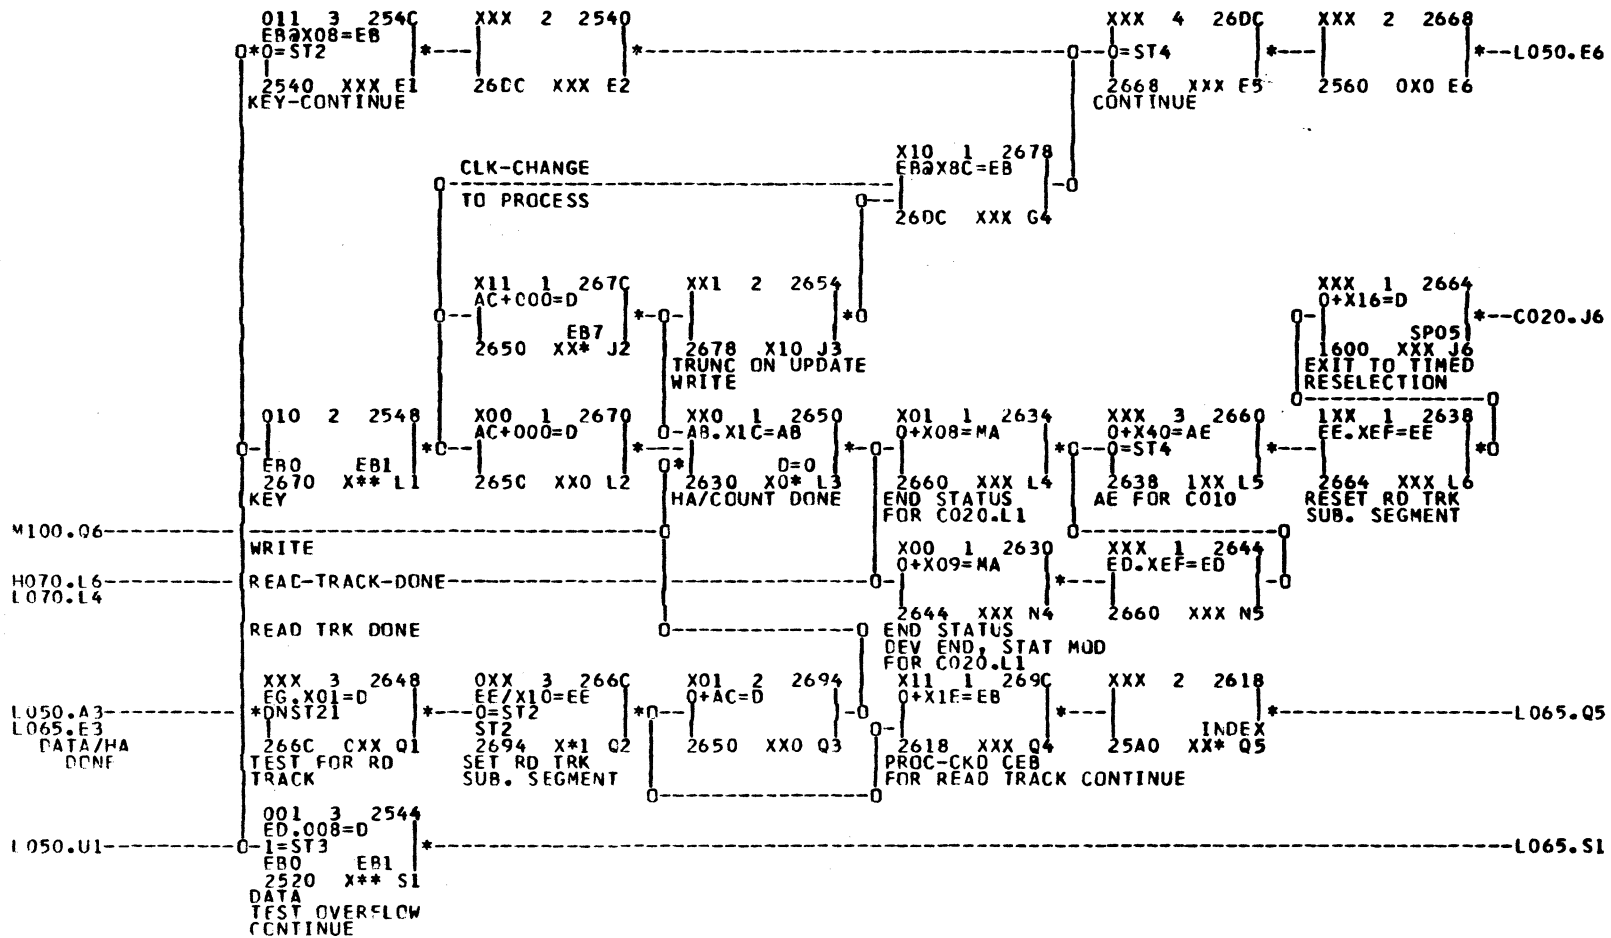 011 3 254C XXX 2 2540 XXX 4 26DC XXX 2 2668
EB@X08=EB
0*0=ST2 *--- *---0--0=ST4 *--- *--L050.E6
2540 XXX E1 26DC XXX E2 2668 XXX E5 2560 0X0 E6
KEY-CONTINUE CONTINUE
X10 1 2678
CLK-CHANGE EB@X8C=EB
TO PROCESS
26DC XXX G4
X11 1 267C XX1 2 2654 XXX 1 2664
AC+000=D 0+X16=D
*--C020.J6
EB7 SP05
2650 XX* J2 2678 X10 J3 1600 XXX J6
TRUNC ON UPDATE EXIT TO TIMED
WRITE RESELECTION
010 2 2548 X00 1 2670 XX0 1 2650 X01 1 2634 XXX 3 2660 1XX 1 2638
AC+000=D AB.X1C=AB 0+X08=MA 0+X40=AE EE.XEF=EE
0=ST4
EB0 EB1 D=0
2670 X** L1 265C XX0 L2 2630 X0* L3 2660 XXX L4 2638 1XX L5 2664 XXX L6
KEY HA/COUNT DONE END STATUS AE FOR C010 RESET RD TRK
FOR C020.L1 SUB. SEGMENT
M100.Q6
WRITE X00 1 2630 XXX 1 2644
0+X09=MA ED.XEF=ED
H070.L6 READ-TRACK-DONE
L070.L4
2644 XXX N4 2660 XXX N5
READ TRK DONE END STATUS
DEV END, STAT MOD
FOR C020.L1
XXX 3 2648 0XX 3 266C X01 2 2694 X11 1 269C XXX 2 2618
EG.X01=D EE/X10=EE 0+AC=D 0+X1E=EB
L050.A3 *DNST21 0=ST2 L065.Q5
L065.E3 ST2 INDEX
DATA/HA 266C CXX Q1 2694 X*1 Q2 2650 XX0 Q3 2618 XXX Q4 25A0 XX* Q5
DONE TEST FOR RD SET RD TRK PROC-CKD CEB
TRACK SUB. SEGMENT FOR READ TRACK CONTINUE
001 3 2544
ED.008=D
L050.U1 1=ST3 *--L065.S1
EB0 EB1
2520 X** S1
DATA
TEST OVERFLOW
CONTINUE